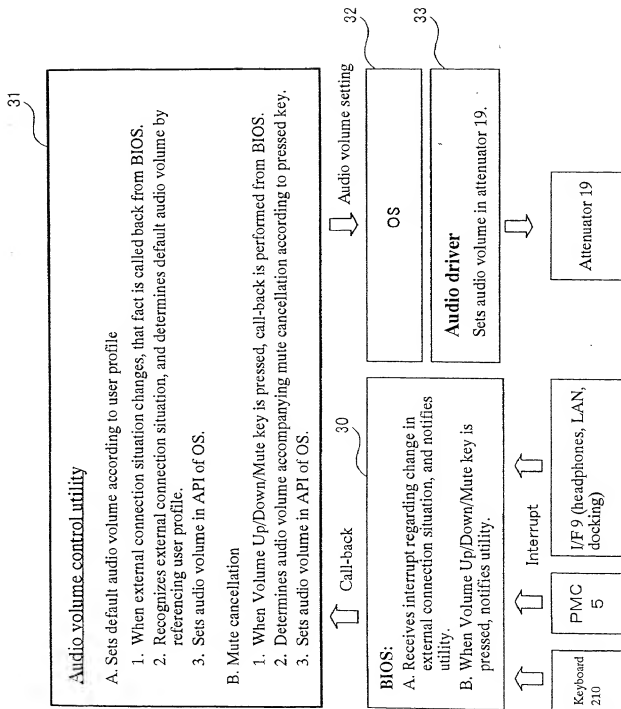 31
Audio volume control utility
A. Sets default audio volume according to user profile
1. When external connection situation changes, that fact is called back from BIOS.
2. Recognizes external connection situation, and determines default audio volume by
referencing user profile.
3. Sets audio volume in API of OS.
B. Mute cancellation
1. When Volume Up/Down/Mute key is pressed, call-back is performed from BIOS.
2. Determines audio volume accompanying mute cancellation according to pressed key.
3. Sets audio volume in API of OS.
Call-back
Audio volume setting
30
BIOS:
A. Receives interrupt regarding change in
external connection situation, and notifies
utility.
B. When Volume Up/Down/Mute key is
pressed, notifies utility.
32
OS
33
Audio driver
Sets audio volume in attenuator 19.
Interrupt
Keyboard
210
PMC
5
I/F 9 (headphones, LAN,
docking)
Attenuator 19